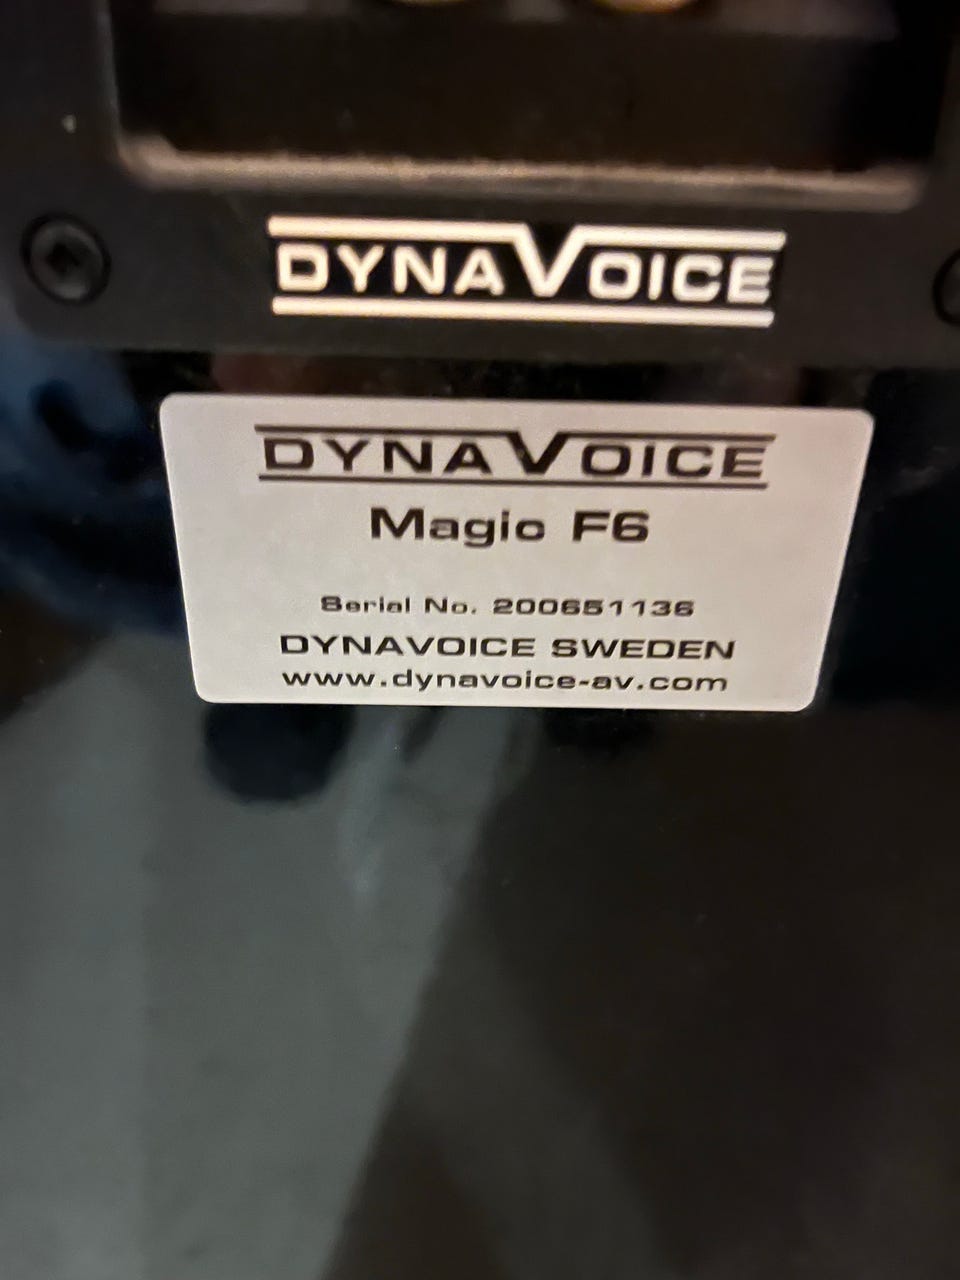 DYNAVOICE
DYNAVOICE
Magic F6
Serial No. 200651136
DYNAVOICE SWEDEN
www.dynavoice-av.com